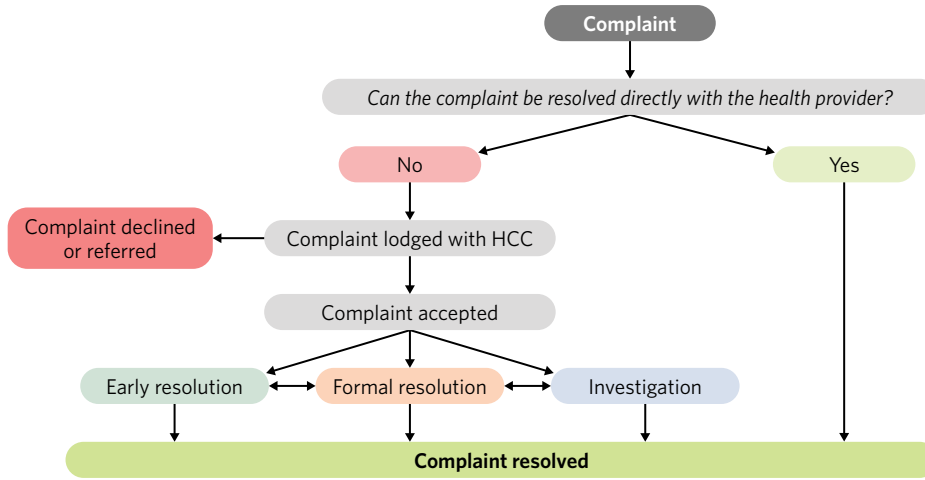 Complaint
Can the complaint be resolved directly with the health provider?
No
Yes
Complaint declined
or referred
Complaint lodged with HCC
Complaint accepted
Early resolution
Formal resolution
Investigation
Complaint resolved